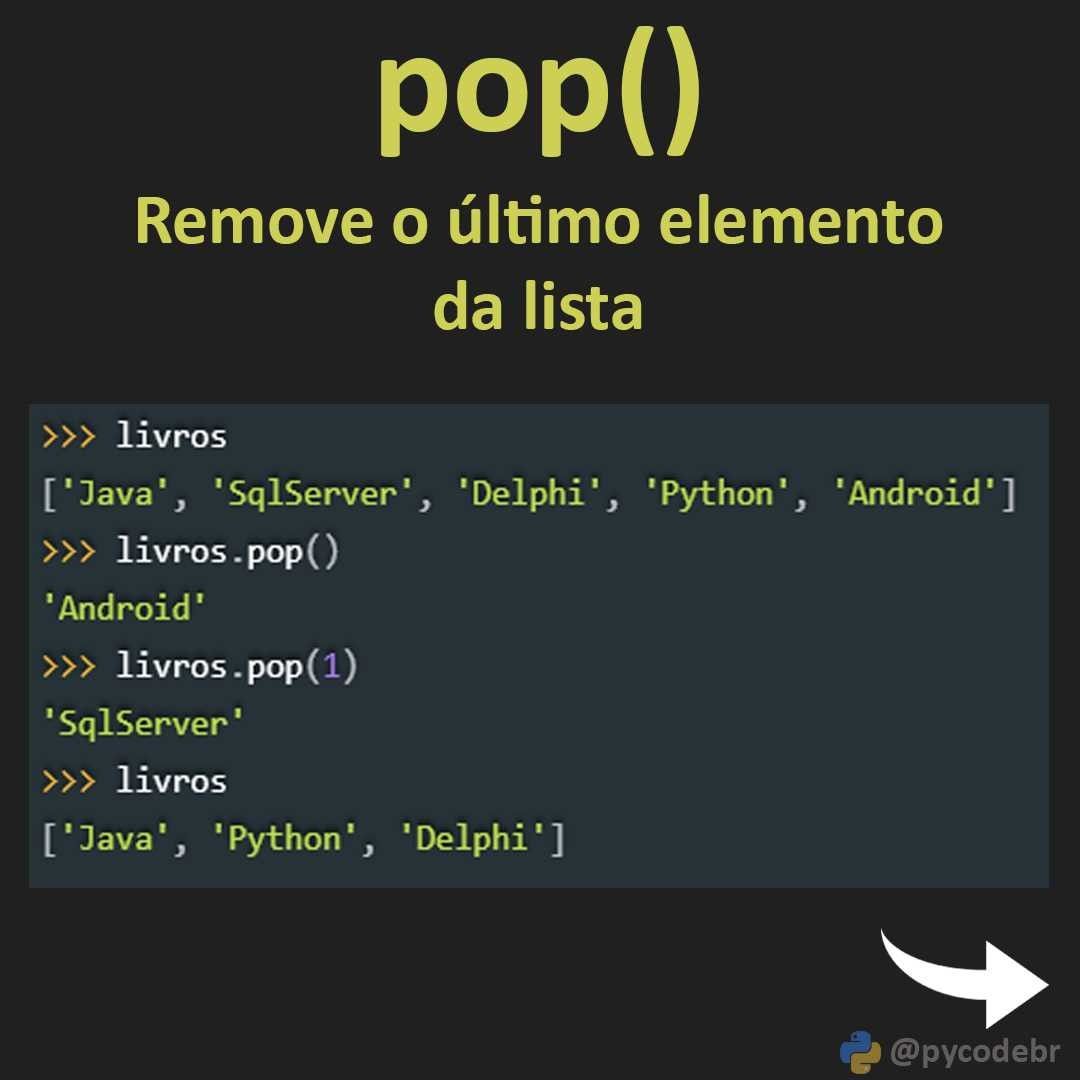 pop()
Remove o último elemento
da lista
>>> livros
['Java', 'SqlServer', 'Delphi', 'Python', 'Android']
>>> livros.pop()
'Android'
>>> livros.pop(1)
'SqlServer'
>>> livros
['Java', 'Python', 'Delphi']
@pycodebr